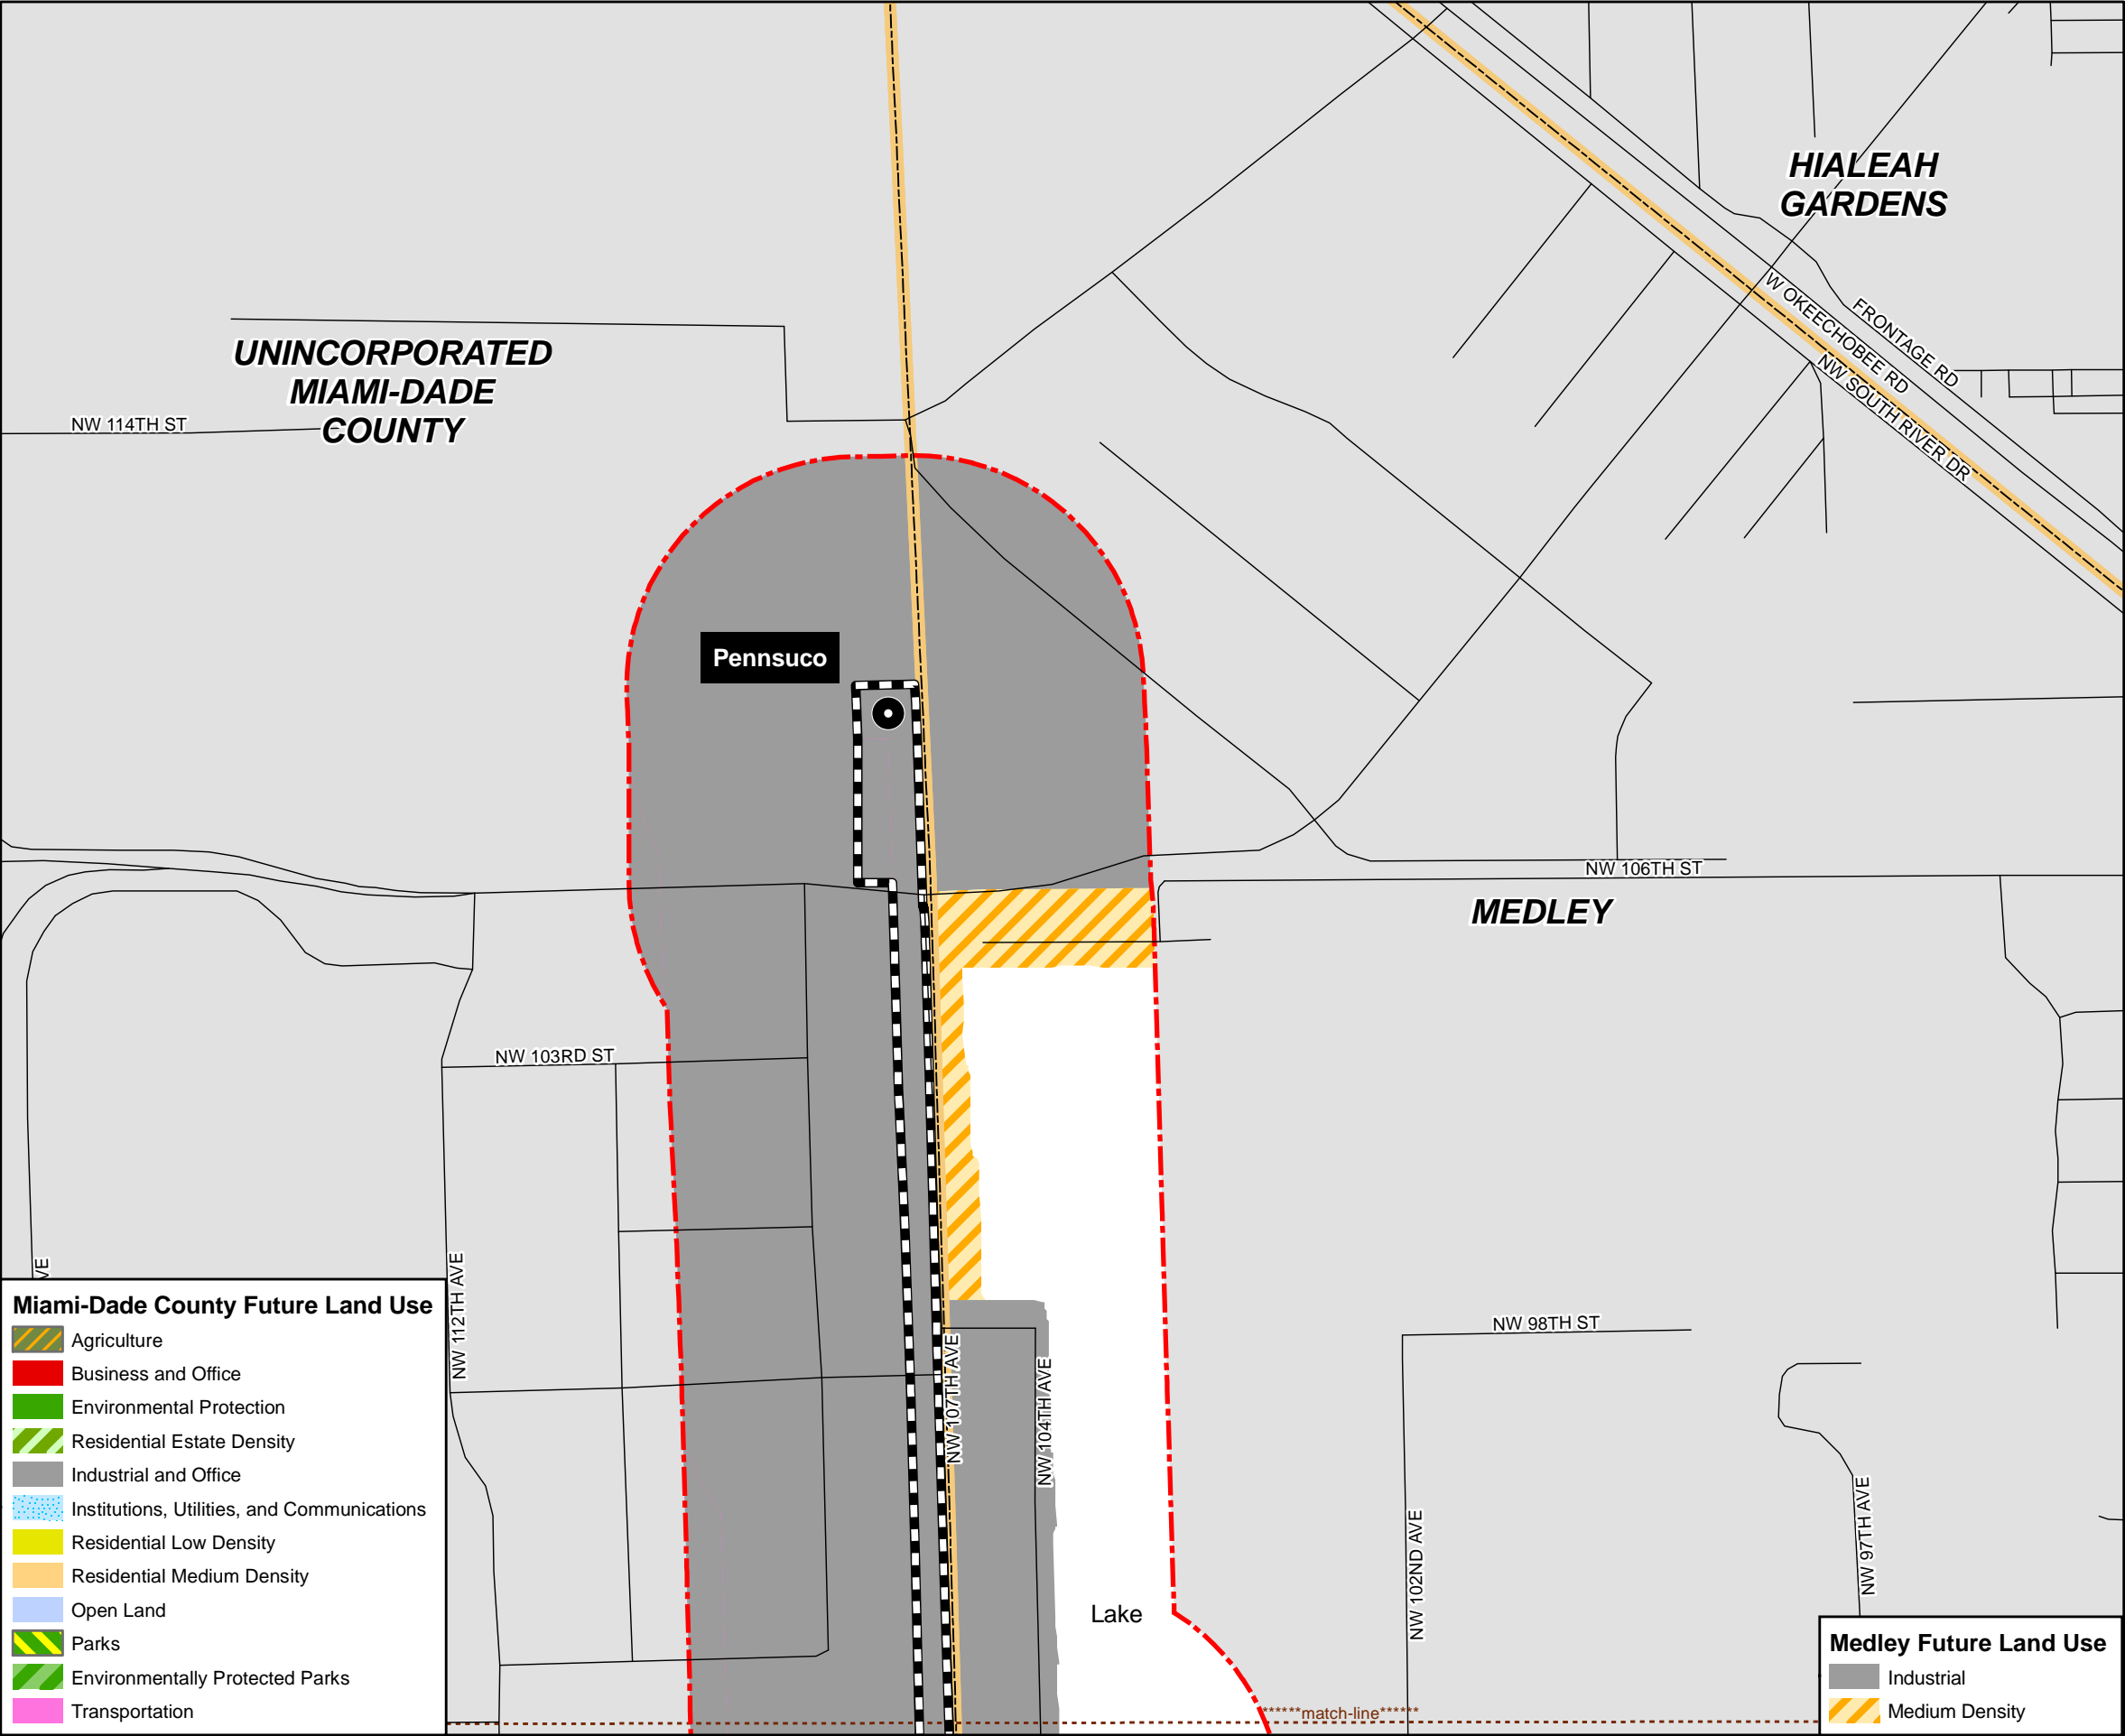 HIALEAH
GARDENS
W OKEECHOBEE RD
FRONTAGE RD
NW SOUTH RIVER DR
UNINCORPORATED
MIAMI-DADE
COUNTY
NW 114TH ST
Pennsuco
NW 106TH ST
MEDLEY
NW 103RD ST
VE
NW 112TH AVE
NW 107TH AVE
NW 104TH AVE
NW 98TH ST
NW 102ND AVE
NW 97TH AVE
Lake
******match-line******
Miami-Dade County Future Land Use
Agriculture
Business and Office
Environmental Protection
Residential Estate Density
Industrial and Office
Institutions, Utilities, and Communications
Residential Low Density
Residential Medium Density
Open Land
Parks
Environmentally Protected Parks
Transportation
Medley Future Land Use
Industrial
Medium Density